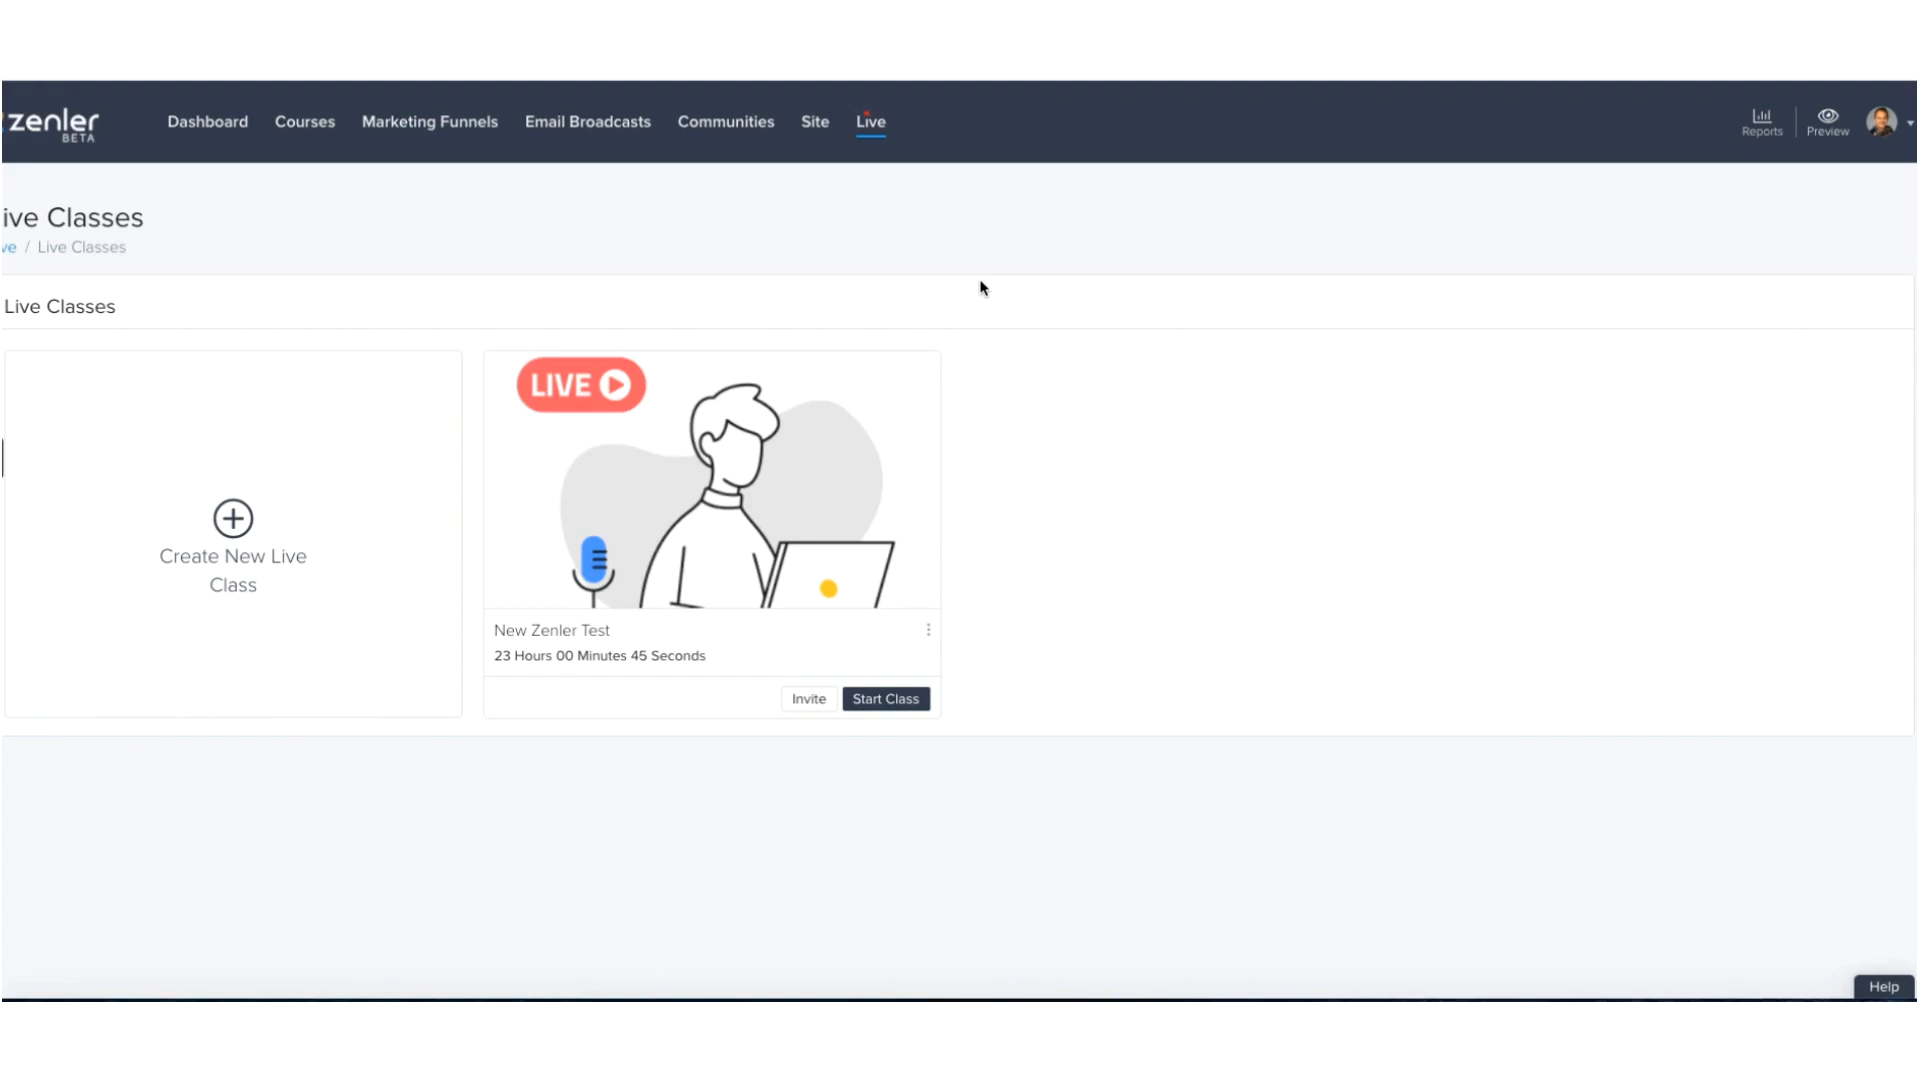 zenler
BETA
Dashboard
Courses
Marketing Funnels
Email Broadcasts
Communities
Site
Live
Reports
Preview
ive Classes
ve / Live Classes
Live Classes
Create New Live
Class
LIVE
New Zenler Test
23 Hours 00 Minutes 45 Seconds
Invite
Start Class
Help